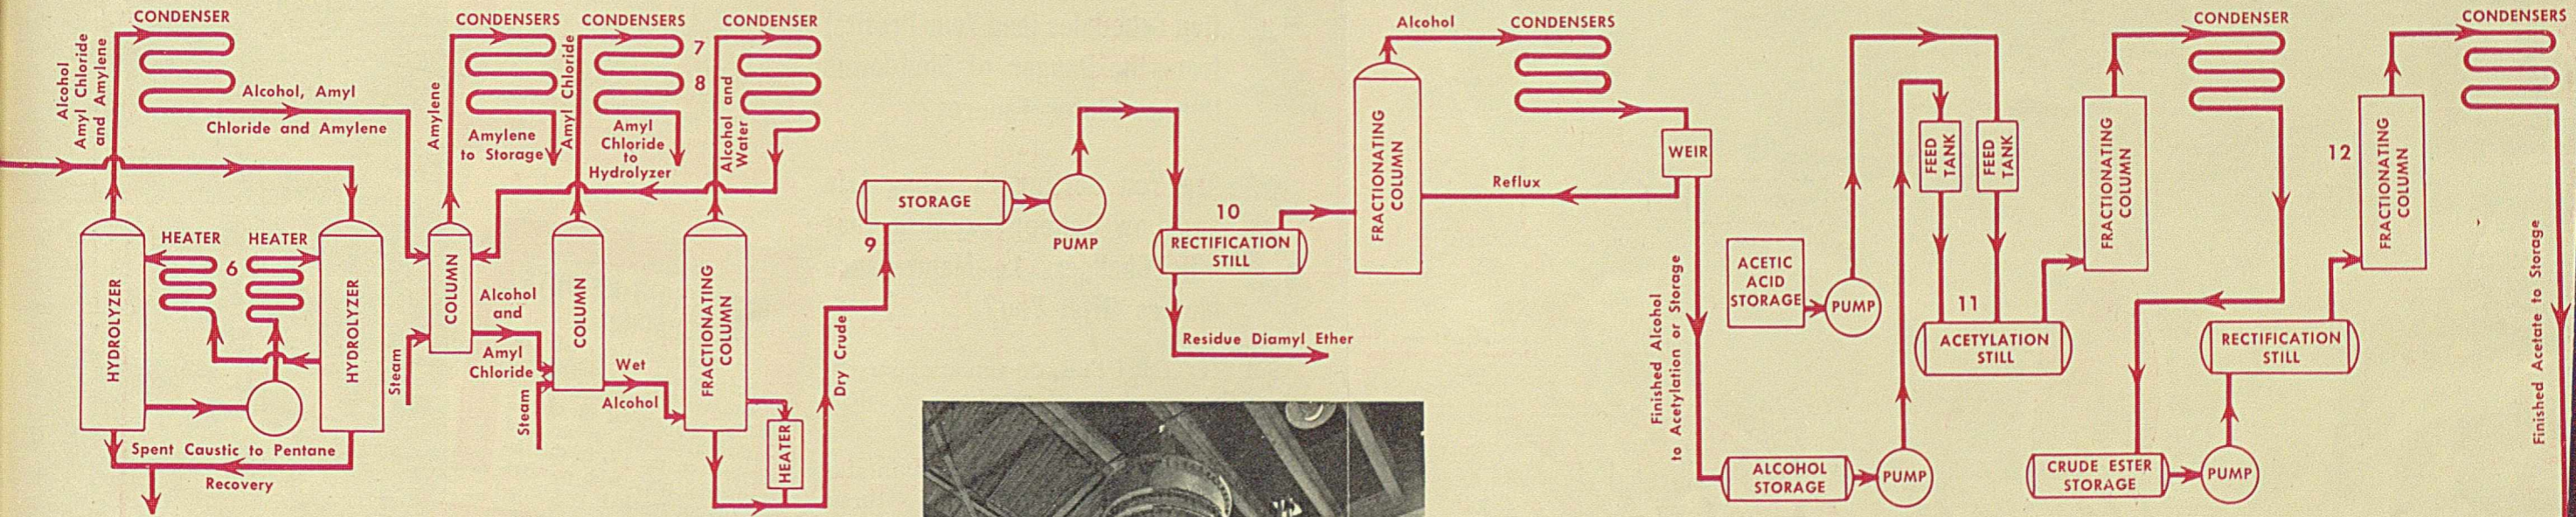 CONDENSER
CONDENSERS
CONDENSERS
CONDENSER
Alcohol
CONDENSERS
CONDENSER
CONDENSERS
Alcohol
Amyl Chloride
and Amylene
Alcohol, Amyl
Chloride and Amylene
Amylene
Amylene
to Storage
Amyl Chloride
7
8
Amyl
Chloride
to
Hydrolyzer
Alcohol and
Water
HYDROLYZER
HEATER
6
HEATER
HYDROLYZER
Spent Caustic to Pentane
Recovery
Steam
COLUMN
Alcohol
and
Amyl
Chloride
Steam
COLUMN
Wet
Alcohol
FRACTIONATING
COLUMN
HEATER
Dry Crude
9
STORAGE
PUMP
10
RECTIFICATION
STILL
Residue Diamyl Ether
FRACTIONATING
COLUMN
WEIR
Reflux
Finished Alcohol
to Acetylation or Storage
ACETIC
ACID
STORAGE
PUMP
ALCOHOL
STORAGE
PUMP
FEED
TANK
FEED
TANK
11
ACETYLATION
STILL
FRACTIONATING
COLUMN
CRUDE ESTER
STORAGE
PUMP
RECTIFICATION
STILL
12
FRACTIONATING
COLUMN
Finished Acetate to Storage